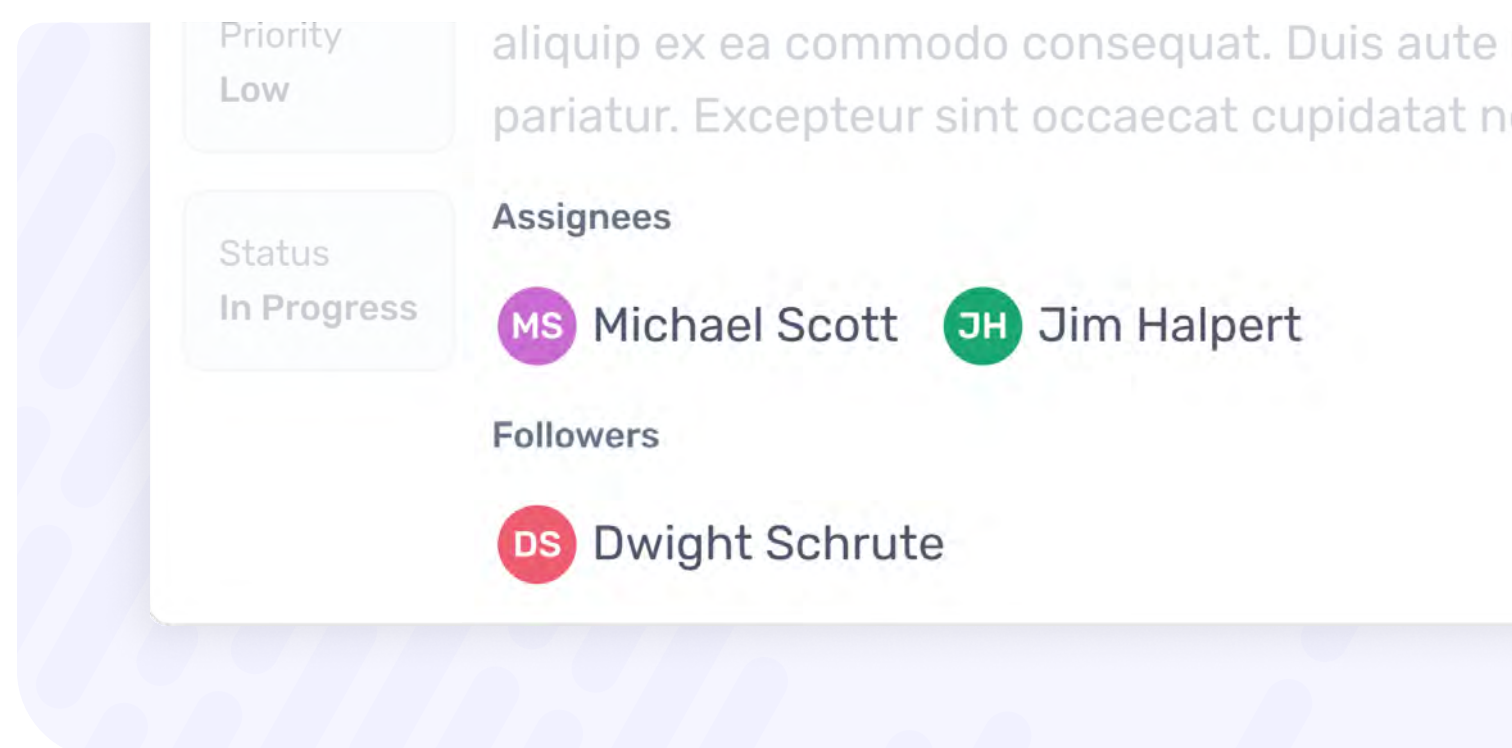 Priority
Low
aliquip ex ea commodo consequat. Duis aute
pariatur. Excepteur sint occaecat cupidatat
Assignees
Status
In Progress
MS Michael Scott JH Jim Halpert
Followers
DS Dwight Schrute